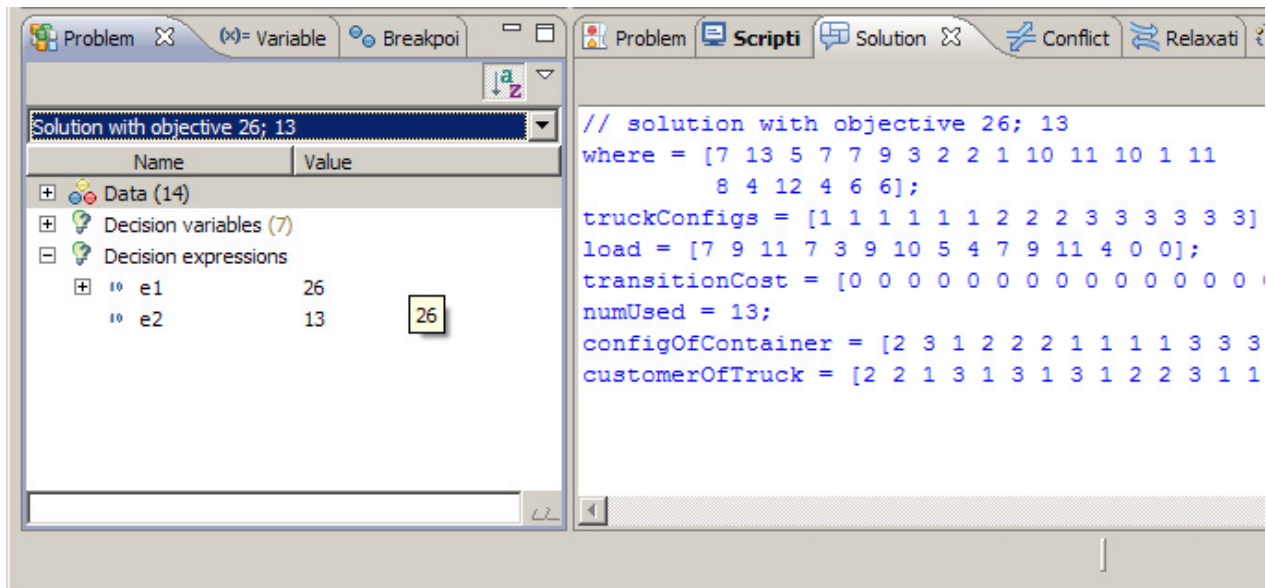 Problem (x)= Variable Breakpoi
Solution with objective 26; 13
Name Value
Data (14)
Decision variables (7)
Decision expressions
e1 26
e2 13
26
Problem Scripti Solution Conflict Relaxati
// solution with objective 26; 13
where = [7 13 5 7 7 9 3 2 2 1 10 11 10 1 11
8 4 12 4 6 6];
truckConfigs = [1 1 1 1 1 1 2 2 2 3 3 3 3 3 3]
load = [7 9 11 7 3 9 10 5 4 7 9 11 4 0 0];
transitionCost = [0 0 0 0 0 0 0 0 0 0 0 0 0 0
numUsed = 13;
configOfContainer = [2 3 1 2 2 2 1 1 1 1 3 3 3
customerOfTruck = [2 2 1 3 1 3 1 3 1 2 2 3 1 1